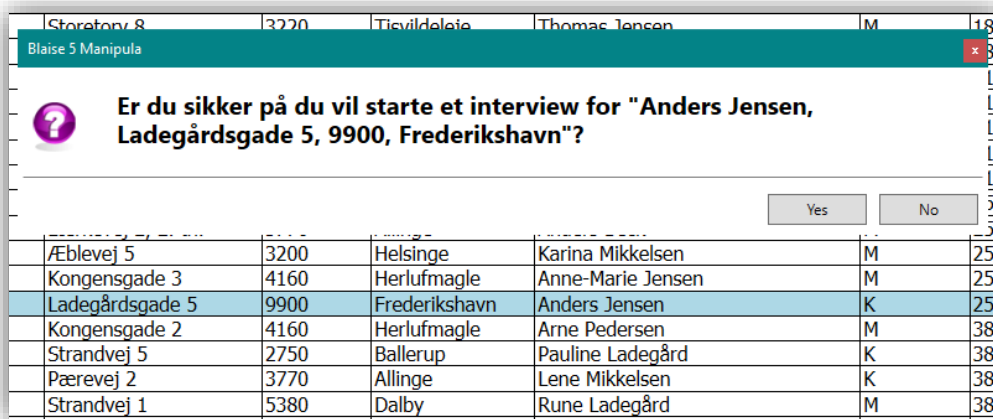 Storetorv 8 3220 Tisvildeleje Thomas Jensen M 18
Blaise 5 Manipula x
Er du sikker på du vil starte et interview for "Anders Jensen,
Ladegårdsgade 5, 9900, Frederikshavn"?
Yes No
Æblevej 5 3200 Helsinge Karina Mikkelsen M 25
Kongensgade 3 4160 Herlufmagle Anne-Marie Jensen M 25
Ladegårdsgade 5 9900 Frederikshavn Anders Jensen K 25
Kongensgade 2 4160 Herlufmagle Arne Pedersen M 38
Strandvej 5 2750 Ballerup Pauline Ladegård K 38
Pærevej 2 3770 Allinge Lene Mikkelsen K 38
Strandvej 1 5380 Dalby Rune Ladegård M 38